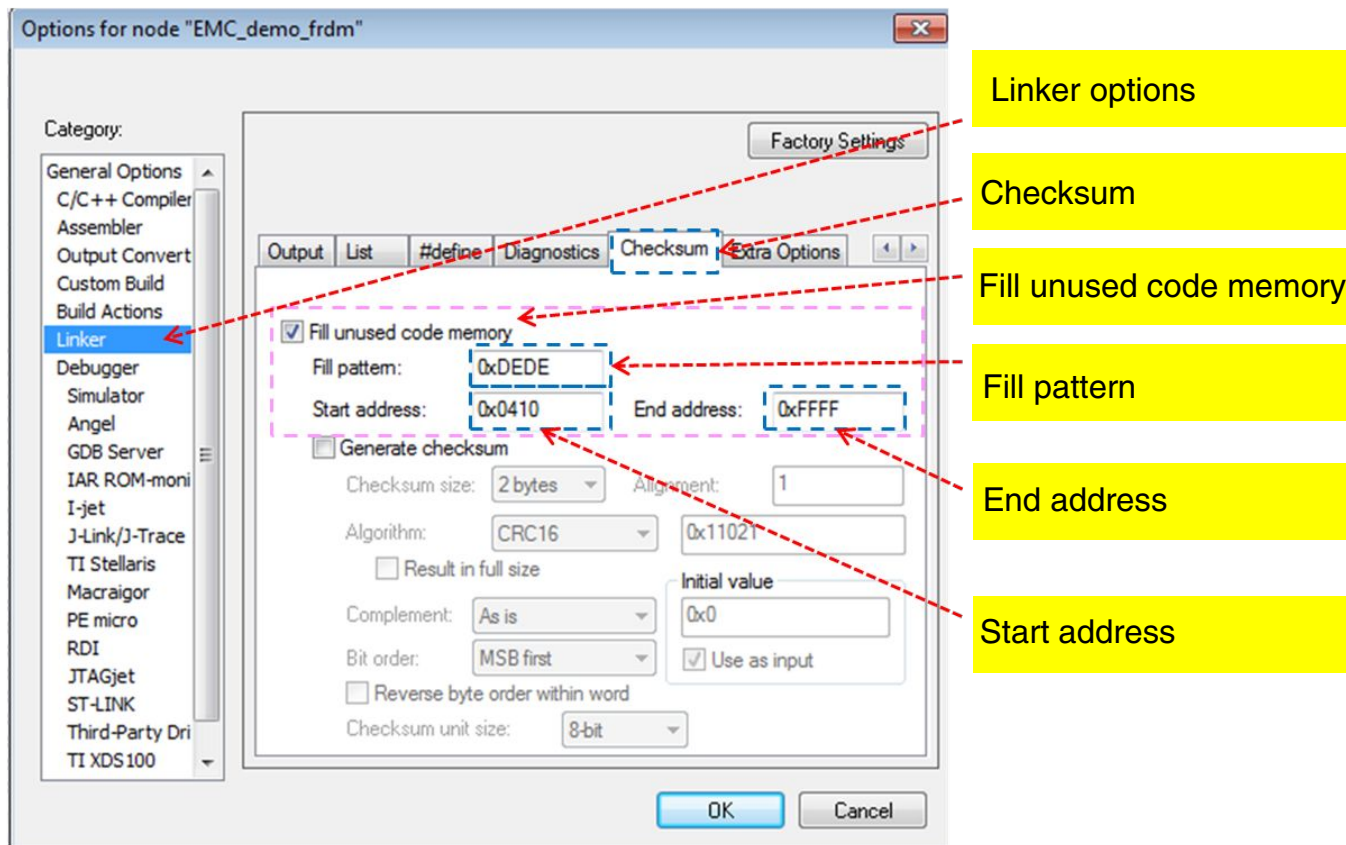 Options for node "EMC_demo_frdm"
Linker options
Category:
Factory Settings
Checksum
General Options
C/C++ Compiler
Assembler
Output Convert
Custom Build
Build Actions
Linker
Debugger
Simulator
Angel
GDB Server
IAR ROM-moni
I-jet
J-Link/J-Trace
TI Stellaris
Macraigor
PE micro
RDI
JTAGjet
ST-LINK
Third-Party Dri
TI XDS100
Output List #define Diagnostics Checksum Extra Options
Fill unused code memory
Fill unused code memory
Fill pattern: 0xDEDE
Fill pattern
Start address: 0x0410 End address: 0xFFFF
Generate checksum
Checksum size: 2 bytes Alignment: 1
End address
Algorithm: CRC16 0x11021
Result in full size
Initial value
Complement: As is 0x0
Start address
Bit order: MSB first Use as input
Reverse byte order within word
Checksum unit size: 8-bit
OK Cancel